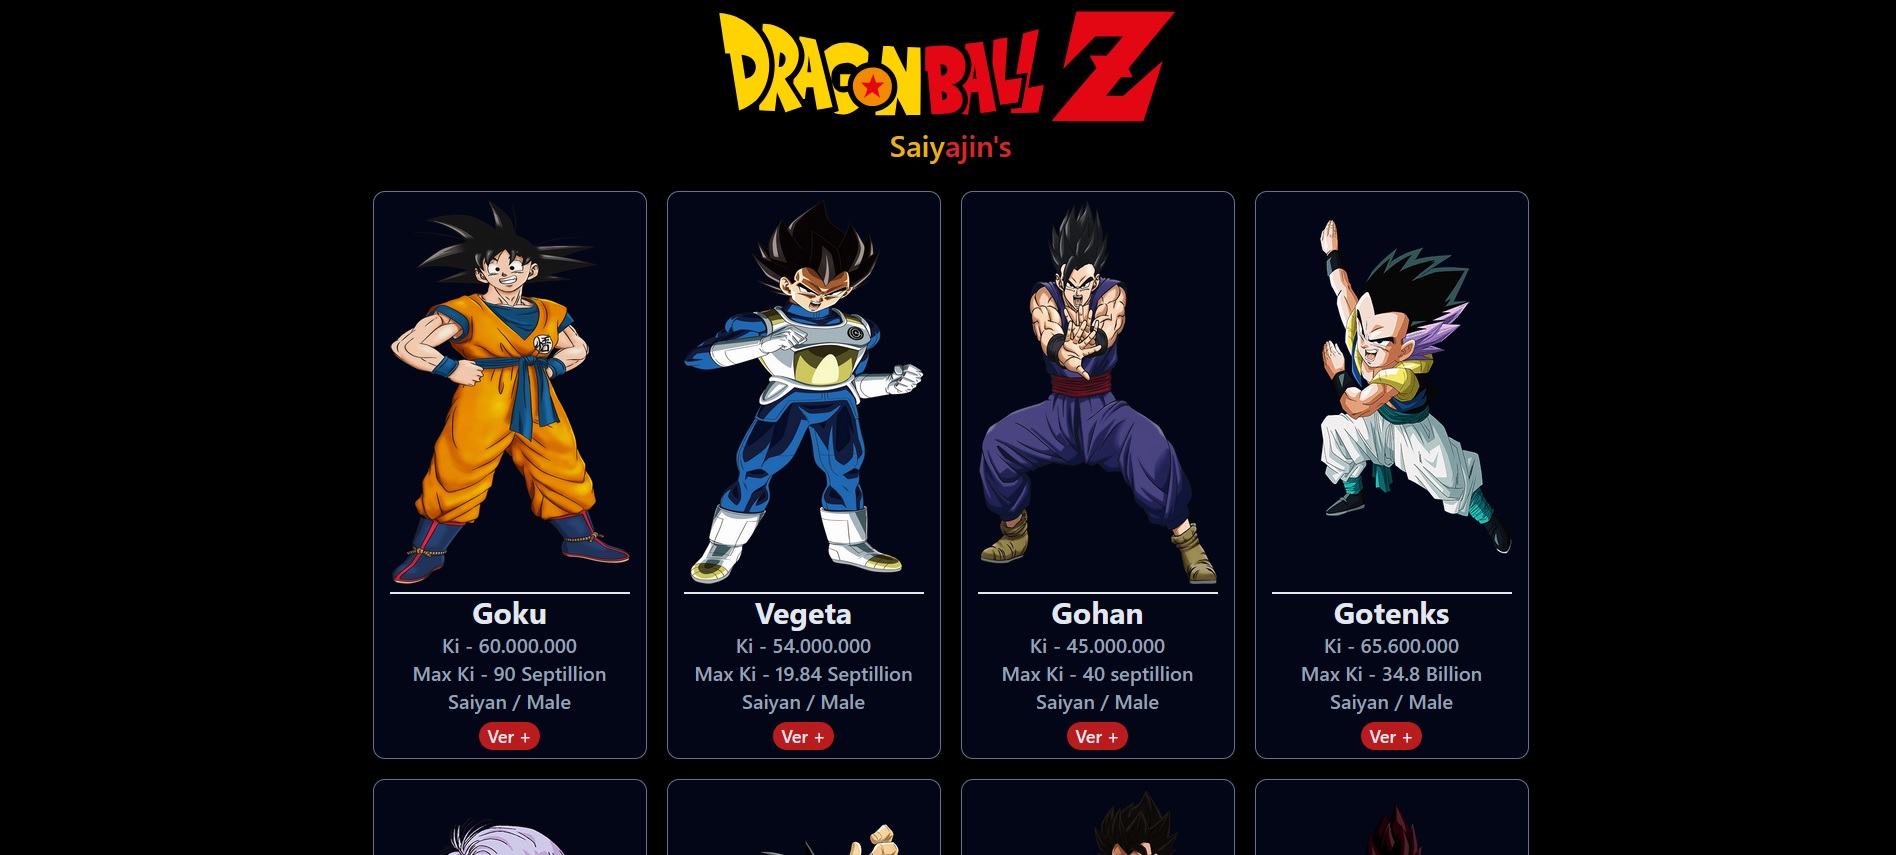 DRAGON BALL Z
Saiyajin's
悟
Goku
Ki - 60.000.000
Max Ki - 90 Septillion
Saiyan / Male
Ver +
Vegeta
Ki - 54.000.000
Max Ki - 19.84 Septillion
Saiyan / Male
Ver +
Gohan
Ki - 45.000.000
Max Ki - 40 septillion
Saiyan / Male
Ver +
Gotenks
Ki - 65.600.000
Max Ki - 34.8 Billion
Saiyan / Male
Ver +